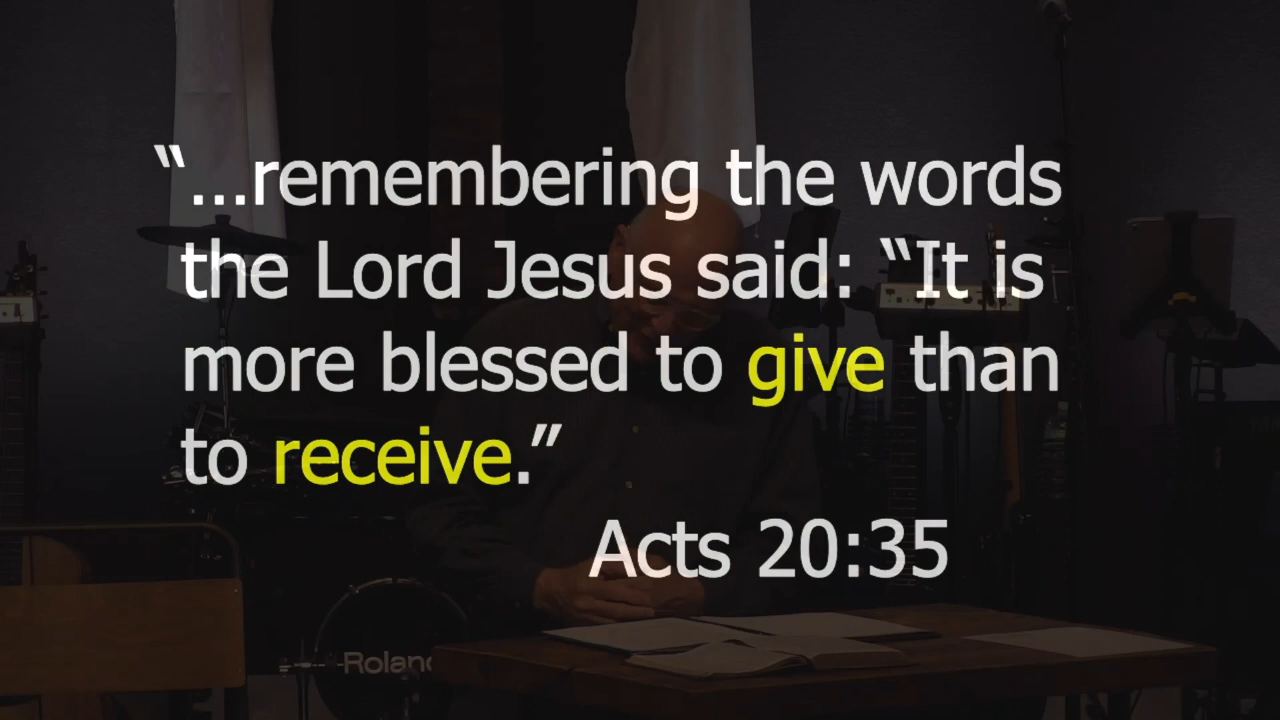 “...remembering the words
the Lord Jesus said: “It is
more blessed to give than
to receive.”
Acts 20:35
Roland